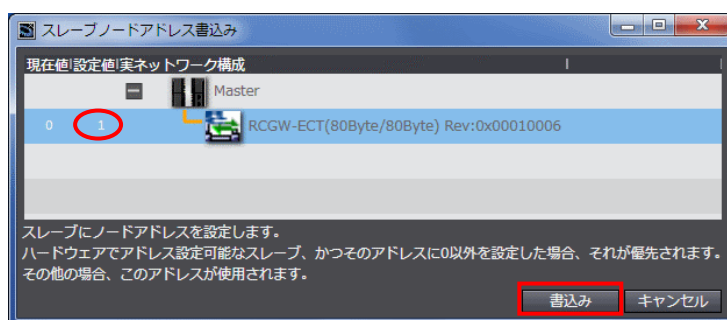 スレーブノードアドレス書込み
現在値|設定値|実ネットワーク構成
Master
0 1 RCGW-ECT(80Byte/80Byte) Rev:0x00010006
スレーブにノードアドレスを設定します。
ハードウェアでアドレス設定可能なスレーブ、かつそのアドレスに0以外を設定した場合、それが優先されます。
その他の場合、このアドレスが使用されます。
書込み キャンセル